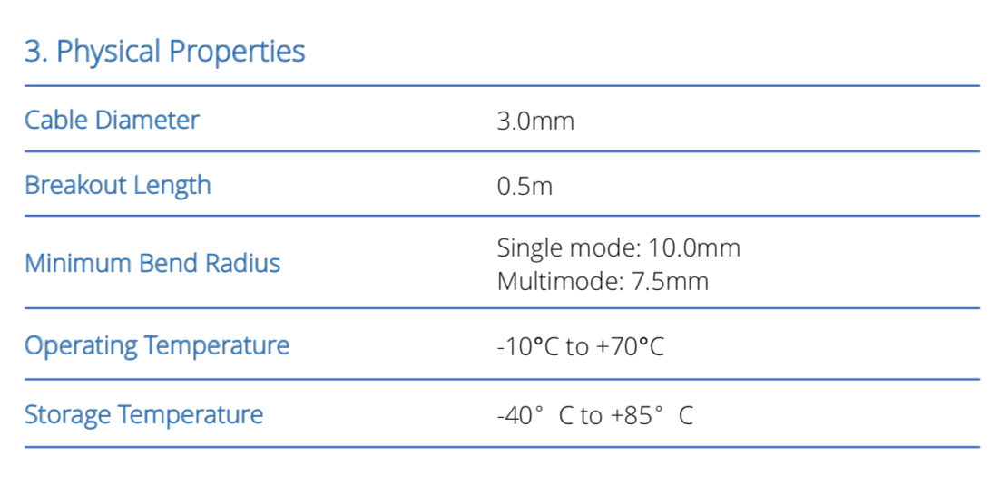 3. Physical Properties
Cable Diameter 3.0mm
Breakout Length 0.5m
Minimum Bend Radius Single mode: 10.0mm
Multimode: 7.5mm
Operating Temperature -10°C to +70°C
Storage Temperature -40° C to +85° C